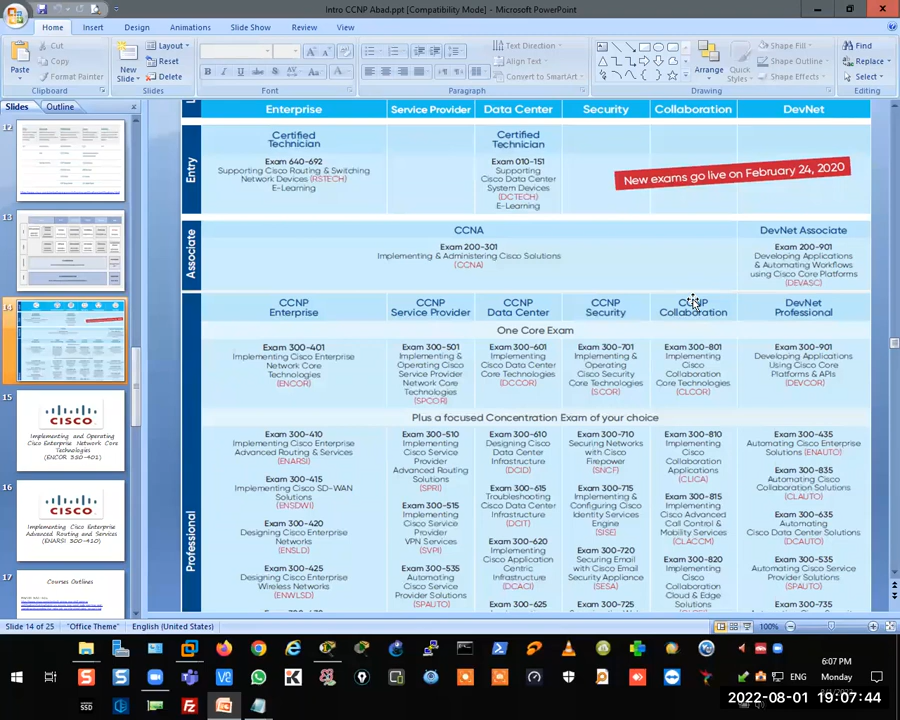 Intro CCNP Abad.ppt [Compatibility Mode] - Microsoft PowerPoint
Home
Insert
Design
Animations
Slide Show
Review
View
Cut
Copy
Format Painter
Paste
Clipboard
New
Slide
Layout
Reset
Delete
Slides
B I U
Font
Paragraph
Text Direction
Align Text
Convert to SmartArt
Arrange
Quick
Styles
Shape Fill
Shape Outline
Shape Effects
Drawing
Find
Replace
Select
Editing
Slides
Outline
12
13
14
15
CISCO
Implementing and Operating
Cisco Enterprise Network Core
Technologies
(ENCOR 350-401)
16
CISCO
Implementing Cisco Enterprise
Advanced Routing and Services
(ENARSI 300-410)
17
Courses Outlines
Enterprise
Service Provider
Data Center
Security
Collaboration
DevNet
Entry
Certified
Technician
Exam 640-692
Supporting Cisco Routing & Switching
Network Devices (RSTECH)
E-Learning
Certified
Technician
Exam 010-151
Supporting
Cisco Data Center
System Devices
(DCTECH)
E-Learning
New exams go live on February 24, 2020
Associate
CCNA
Exam 200-301
Implementing & Administering Cisco Solutions
(CCNA)
DevNet Associate
Exam 200-901
Developing Applications
& Automating Workflows
using Cisco Core Platforms
(DEVASC)
Professional
CCNP
Enterprise
CCNP
Service Provider
CCNP
Data Center
CCNP
Security
CCNP
Collaboration
DevNet
Professional
One Core Exam
Exam 300-401
Implementing Cisco Enterprise
Network Core
Technologies
(ENCOR)
Exam 300-501
Implementing &
Operating Cisco
Service Provider
Network Core
Technologies
(SPCOR)
Exam 300-601
Implementing
Cisco Data Center
Core Technologies
(DCCOR)
Exam 300-701
Implementing &
Operating
Cisco Security
Core Technologies
(SCOR)
Exam 300-801
Implementing
Cisco
Collaboration
Core Technologies
(CLCOR)
Exam 300-901
Developing Applications
Using Cisco Core
Platforms & APIs
(DEVCOR)
Plus a focused Concentration Exam of your choice
Exam 300-410
Implementing Cisco Enterprise
Advanced Routing & Services
(ENARSI)
Exam 300-415
Implementing Cisco SD-WAN
Solutions
(ENSDWI)
Exam 300-420
Designing Cisco Enterprise
Networks
(ENSLD)
Exam 300-425
Designing Cisco Enterprise
Wireless Networks
(ENWLSD)
Exam 300-510
Implementing
Cisco Service
Provider
Advanced Routing
Solutions
(SPRI)
Exam 300-515
Implementing
Cisco Service
Provider
VPN Services
(SVPI)
Exam 300-535
Automating
Cisco Service
Provider Solutions
(SPAUTO)
Exam 300-610
Designing Cisco
Data Center
Infrastructure
(DCID)
Exam 300-615
Troubleshooting
Cisco Data Center
Infrastructure
(DCIT)
Exam 300-620
Implementing
Cisco Application
Centric
Infrastructure
(DCACI)
Exam 300-625
Exam 300-710
Securing Networks
with Cisco
Firepower
(SNCF)
Exam 300-715
Implementing &
Configuring Cisco
Identity Services
Engine
(SISE)
Exam 300-720
Securing Email
with Cisco Email
Security Appliance
(SESA)
Exam 300-725
Exam 300-810
Implementing
Cisco
Collaboration
Applications
(CLICA)
Exam 300-815
Implementing
Cisco Advanced
Call Control &
Mobility Services
(CLACCM)
Exam 300-820
Implementing
Cisco
Collaboration
Cloud & Edge
Solutions
Exam 300-435
Automating Cisco Enterprise
Solutions (ENAUTO)
Exam 300-835
Automating Cisco
Collaboration Solutions
(CLAUTO)
Exam 300-635
Automating
Cisco Data Center Solutions
(DCAUTO)
Exam 300-535
Automating Cisco Service
Provider Solutions
(SPAUTO)
Exam 300-735
Slide 14 of 25
"Office Theme"
English (United States)
100%
ENG
6:07 PM
Monday
SSD
2022-08-01 19:07:44